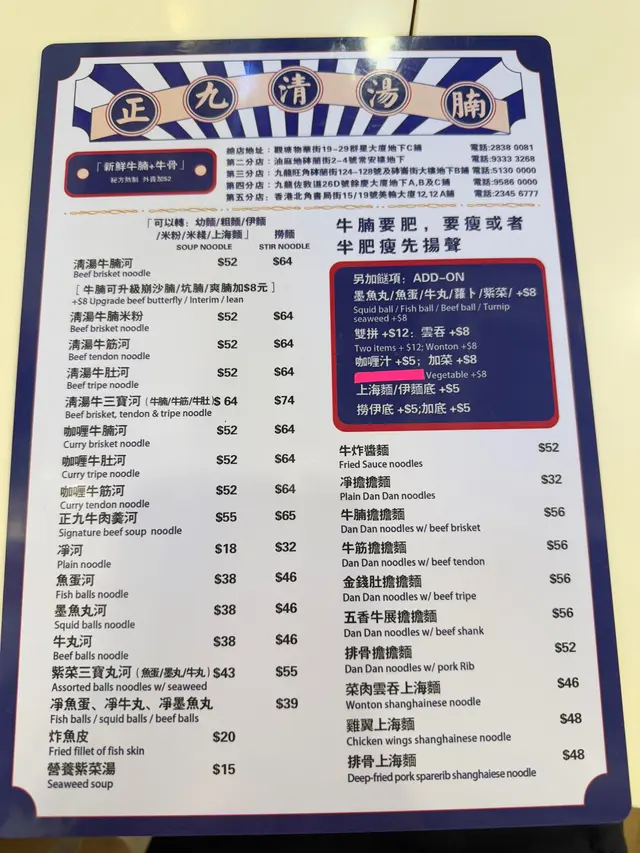 正九清湯腩
「新鮮牛腩+牛骨」
秘方熬制 外賣加$2
總店地址：觀塘物華街19-29群星大廈地下C舖 電話:2838 0081
第二分店：油麻地碑閣街2-4號常安樓地下 電話:9333 3268
第三分店：九龍旺角砵蘭街124-128號及砵崙街大樓地下B舖 電話:5130 0000
第四分店：九龍佐敦道26D號餘慶大廈地下A,B及C舖 電話:9586 0000
第五分店：香港北角書局街15/19號美輪大廈12,12A舖 電話:2345 6777
「可以轉：幼麵/粗麵/伊麵
/米粉/米綫/上海麵」 撈麵
SOUP NOODLE STIR NOODLE
清湯牛腩河 $52 $64
Beef brisket noodle
[ 牛腩可升級崩沙腩/坑腩/爽腩加$8元 ]
+$8 Upgrade beef butterfly / Interim / lean
清湯牛腩米粉 $52 $64
Beef brisket noodle
清湯牛筋河 $52 $64
Beef tendon noodle
清湯牛肚河 $52 $64
Beef tripe noodle
清湯牛三寶河 (牛腩/牛筋/牛肚) $64 $74
Beef brisket, tendon & tripe noodle
咖喱牛腩河 $52 $64
Curry brisket noodle
咖喱牛肚河 $52 $64
Curry tripe noodle
咖喱牛筋河 $52 $64
Curry tendon noodle
正九牛肉羹河 $55 $65
Signature beef soup noodle
淨河 $18 $32
Plain noodle
魚蛋河 $38 $46
Fish balls noodle
墨魚丸河 $38 $46
Squid balls noodle
牛丸河 $38 $46
Beef balls noodle
紫菜三寶丸河 (魚蛋/墨丸/牛丸) $43 $55
Assorted balls noodles w/ seaweed
淨魚蛋、淨牛丸、淨墨魚丸 $39
Fish balls / squid balls / beef balls
炸魚皮 $20
Fried fillet of fish skin
營養紫菜湯 $15
Seaweed soup
牛腩要肥，要瘦或者
半肥瘦先揚聲
另加餸項：ADD-ON
墨魚丸/魚蛋/牛丸/蘿卜/紫菜/ +$8
Squid ball / Fish ball / Beef ball / Turnip
seaweed +$8
雙拼 +$12；雲吞 +$8
Two items + $12; Wonton +$8
咖喱汁 +$5；加菜 +$8
Vegetable +$8
上海麵/伊麵底 +$5
撈伊底 +$5;加底 +$5
牛炸醬麵 $52
Fried Sauce noodles
淨擔擔麵 $32
Plain Dan Dan noodles
牛腩擔擔麵 $56
Dan Dan noodles w/ beef brisket
牛筋擔擔麵 $56
Dan Dan noodles w/ beef tendon
金錢肚擔擔麵 $56
Dan Dan noodles w/ beef tripe
五香牛展擔擔麵 $56
Dan Dan noodles w/ beef shank
排骨擔擔麵 $52
Dan Dan noodles w/ pork Rib
菜肉雲吞上海麵 $46
Wonton shanghainese noodle
雞翼上海麵 $48
Chicken wings shanghainese noodle
排骨上海麵 $48
Deep-fried pork sparerib shanghaiese noodle